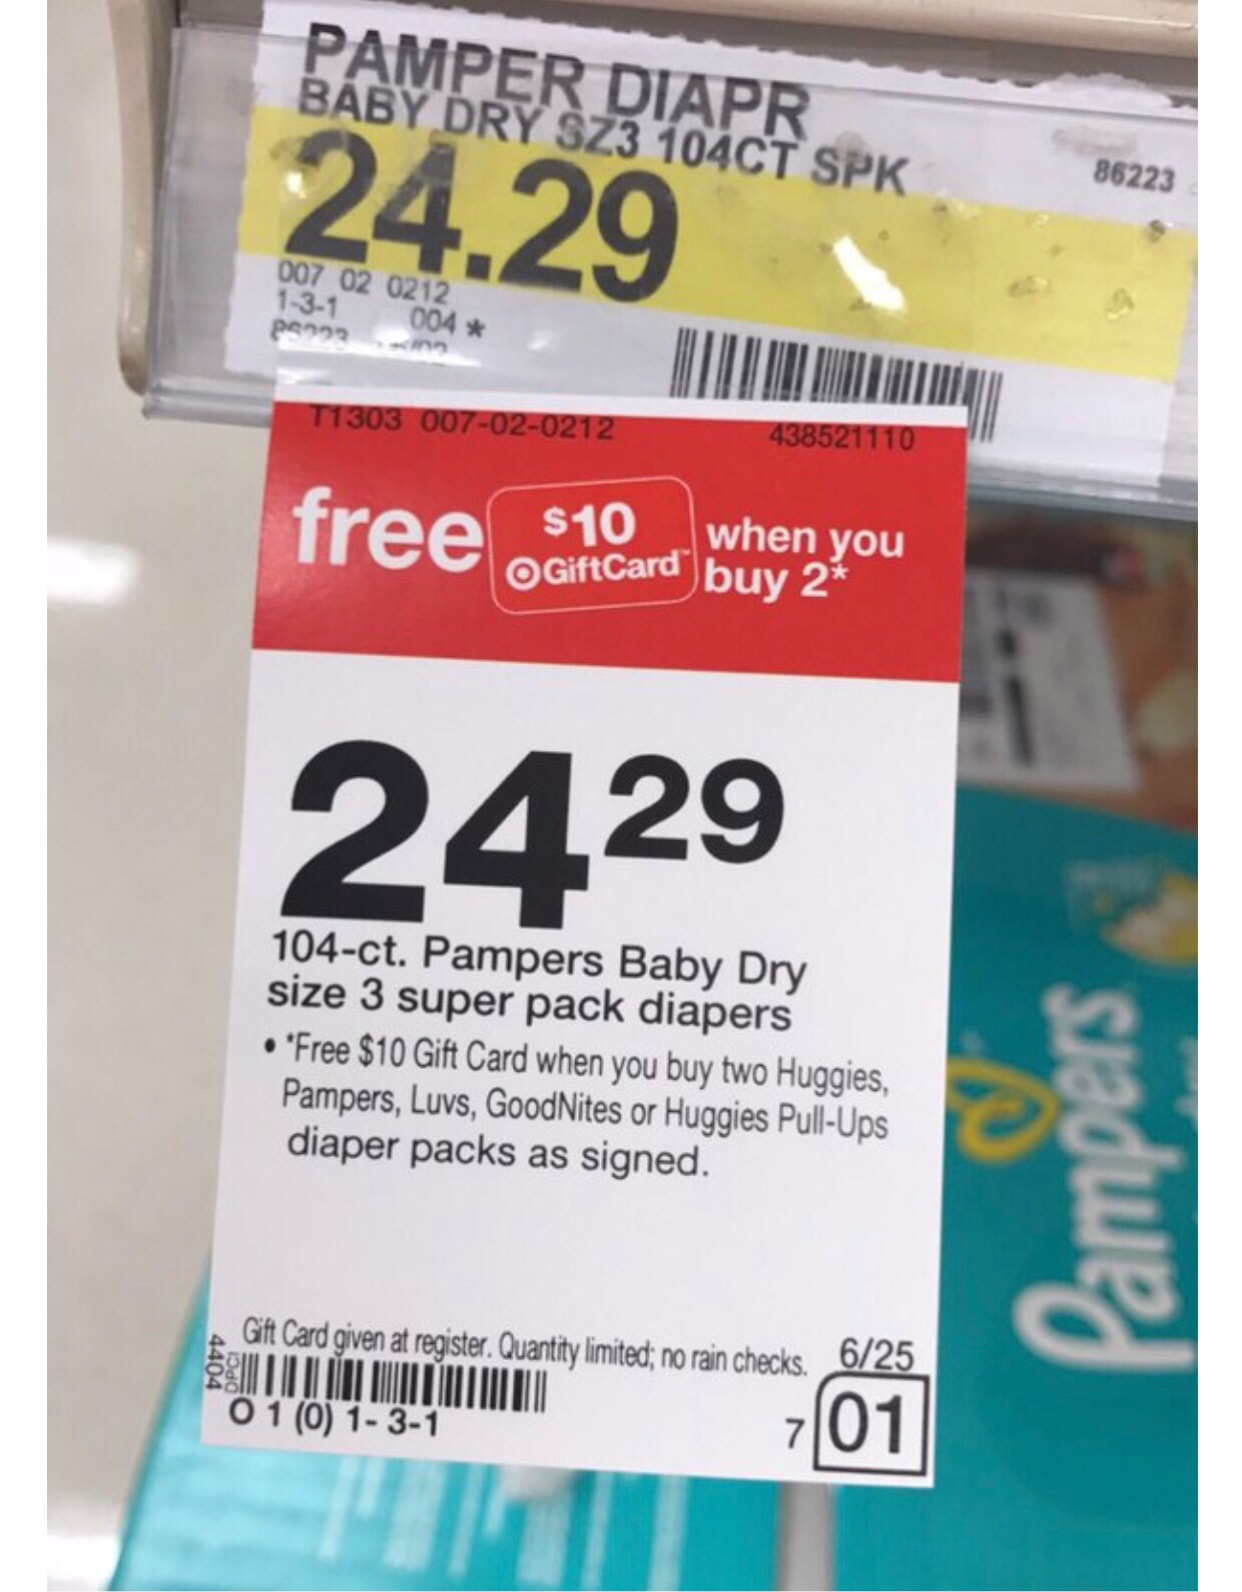 PAMPER DIAPR
BABY DRY SZ3 104CT SPK
86223
24.29
007 02 0212
1-3-1 004 *
86223
T1303 007-02-0212 438521110
free $10 GiftCard™ when you buy 2*
24 29
104-ct. Pampers Baby Dry
size 3 super pack diapers
• *Free $10 Gift Card when you buy two Huggies,
Pampers, Luvs, GoodNites or Huggies Pull-Ups
diaper packs as signed.
Gift Card given at register. Quantity limited; no rain checks. 6/25
4404
DPCI
O 1 (0) 1- 3-1
7 01
Pampers